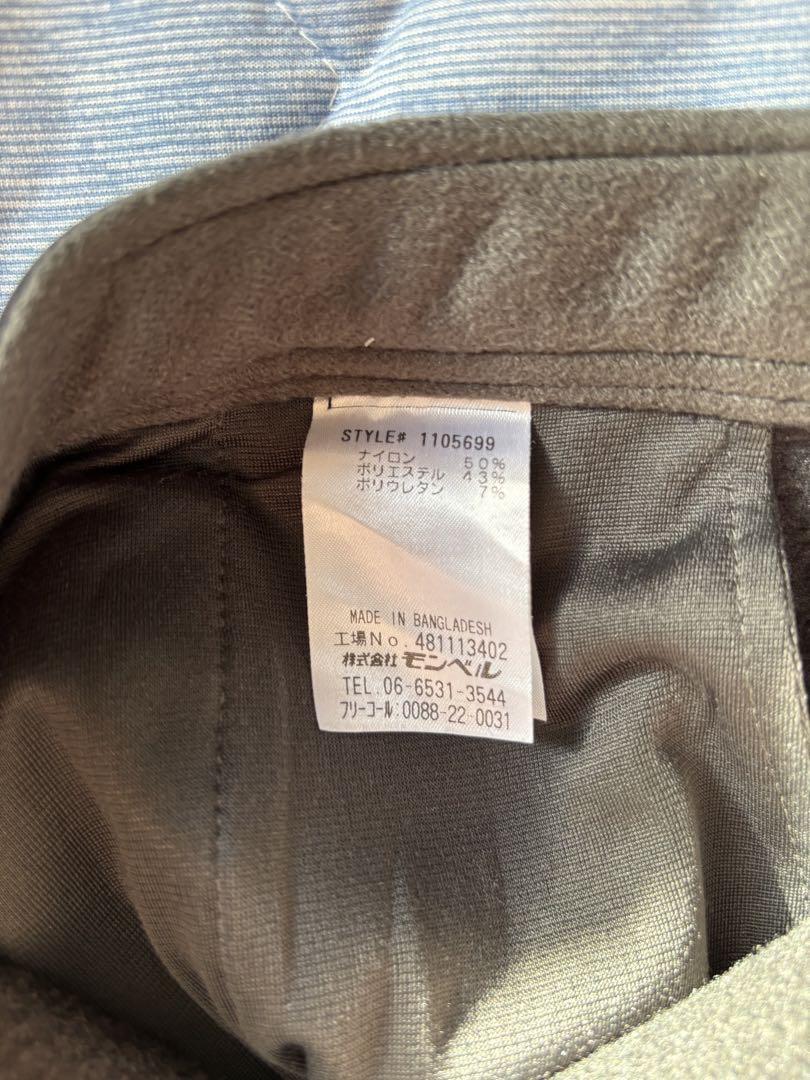 STYLE# 1105699
ナイロン 50%
ポリエステル 43%
ポリウレタン 7%
MADE IN BANGLADESH
工場No.481113402
株式会社 モンベル
TEL.06-6531-3544
フリーコール:0088-22-0031